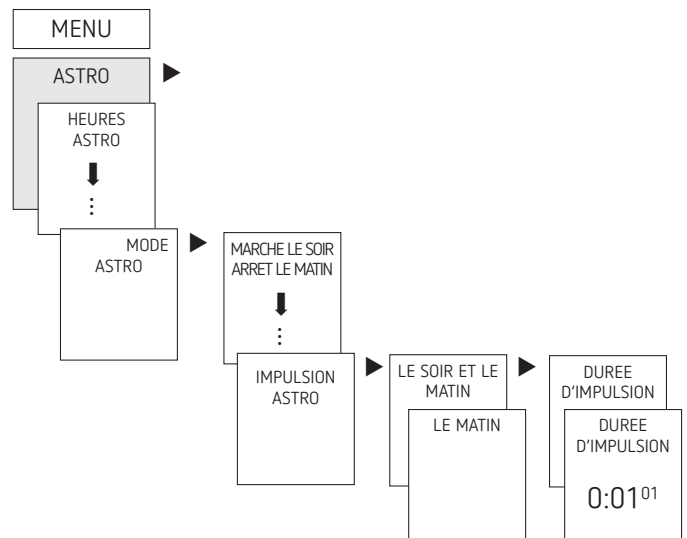 MENU
ASTRO
HEURES
ASTRO
MODE
ASTRO
MARCHE LE SOIR
ARRET LE MATIN
IMPULSION
ASTRO
LE SOIR ET LE
MATIN
LE MATIN
DUREE
D'IMPULSION
DUREE
D'IMPULSION
0:01⁰¹